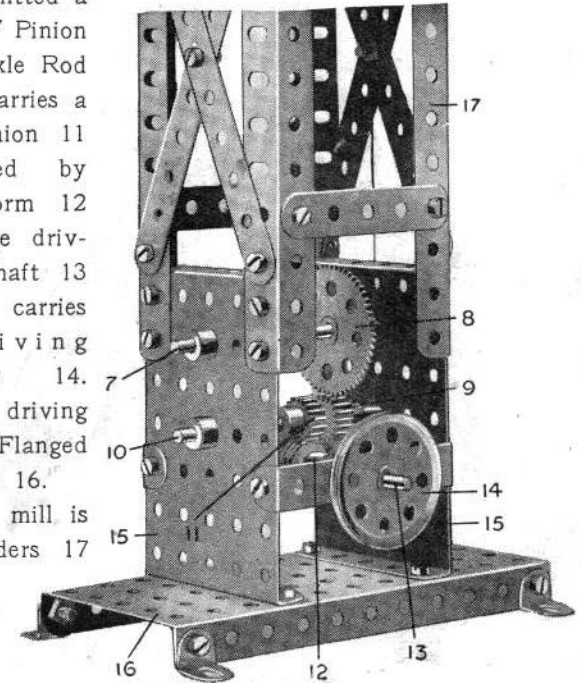 mitted a
" Pinion
xle Rod
arries a
nion 11
ed by
orm 12
e driv-
haft 13
carries
iving
14.
driving
Flanged
16.
mill is
ders 17
17
8
7
9
10
14
15
11
15
16
12
13